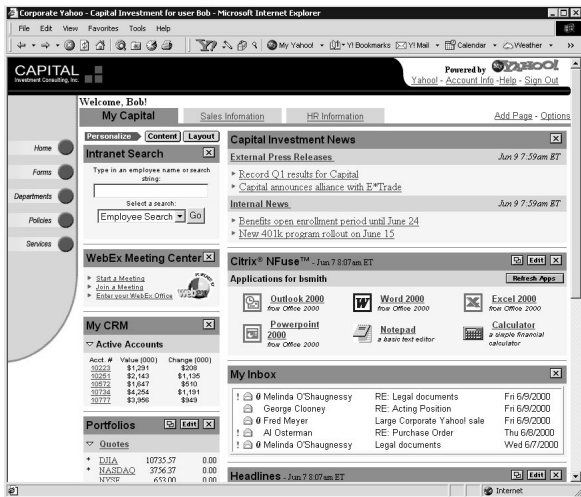 Corporate Yahoo - Capital Investment for user Bob - Microsoft Internet Explorer
File Edit View Favorites Tools Help
My Yahoo! Y! Bookmarks Y! Mail Calendar Weather »
CAPITAL
Investment Consulting, Inc.
Powered by YAHOO!
Yahoo! - Account Info - Help - Sign Out
Welcome, Bob!
My Capital Sales Infomation HR Information Add Page - Options
Home
Forms
Departments
Policies
Services
Personalize Content Layout
Intranet Search
Type in an employee name or search
string:
Select a search:
Employee Search Go
WebEx Meeting Center
Start a Meeting
Join a Meeting
Enter your WebEx Office
WebEx
My CRM
Active Accounts
Acct. # Value (000) Change (000)
10223 $1,291 $208
10251 $2,143 $1,135
10572 $1,647 $510
10734 $4,254 $1,191
10777 $3,956 $949
Portfolios Edit
Quotes
DJIA 10735.57 0.00
NASDAQ 3756.37 0.00
NYSE 653.00 0.00
Capital Investment News
External Press Releases Jun 9 7:59am ET
Record Q1 results for Capital
Capital announces alliance with E*Trade
Internal News Jun 9 7:59am ET
Benefits open enrollment period until June 24
New 401k program rollout on June 15
Citrix® NFuse™ - Jun 7 8:07am ET Edit
Applications for bsmith Refresh Apps
Outlook 2000
from Office 2000
Word 2000
from Office 2000
Excel 2000
from Office 2000
Powerpoint
2000
from Office 2000
Notepad
a basic text editor
Calculator
a simple financial
calculator
My Inbox
! Melinda O'Shaugnessy RE: Legal documents Fri 6/9/2000
George Clooney RE: Acting Position Fri 6/9/2000
! Fred Meyer Large Corporate Yahoo! sale Fri 6/9/2000
! Al Osterman RE: Purchase Order Thu 6/8/2000
! Melinda O'Shaugnessy Legal documents Wed 6/7/2000
Headlines - Jun 7 8:07am ET Edit
Internet